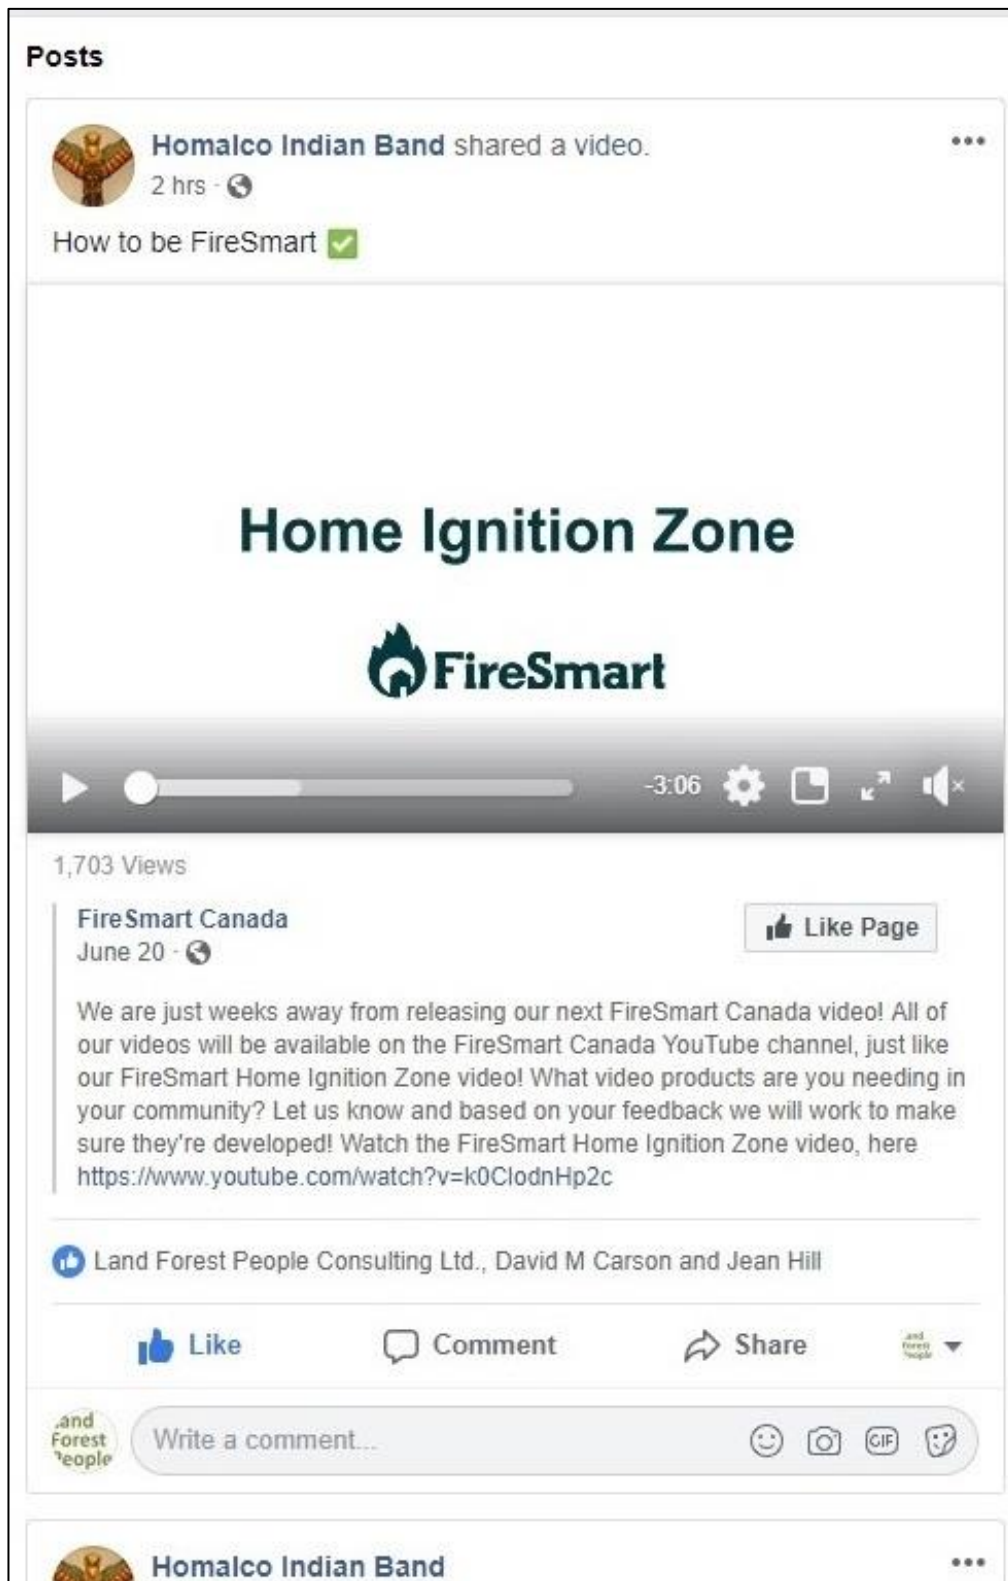 Posts
Homalco Indian Band shared a video.
2 hrs ·
How to be FireSmart ✅
Home Ignition Zone
FireSmart
-3:06
1,703 Views
FireSmart Canada
Like Page
June 20 ·
We are just weeks away from releasing our next FireSmart Canada video! All of
our videos will be available on the FireSmart Canada YouTube channel, just like
our FireSmart Home Ignition Zone video! What video products are you needing in
your community? Let us know and based on your feedback we will work to make
sure they're developed! Watch the FireSmart Home Ignition Zone video, here
https://www.youtube.com/watch?v=k0ClodnHp2c
Land Forest People Consulting Ltd., David M Carson and Jean Hill
Like Comment Share
and
Forest
People
Write a comment...
GIF
Homalco Indian Band